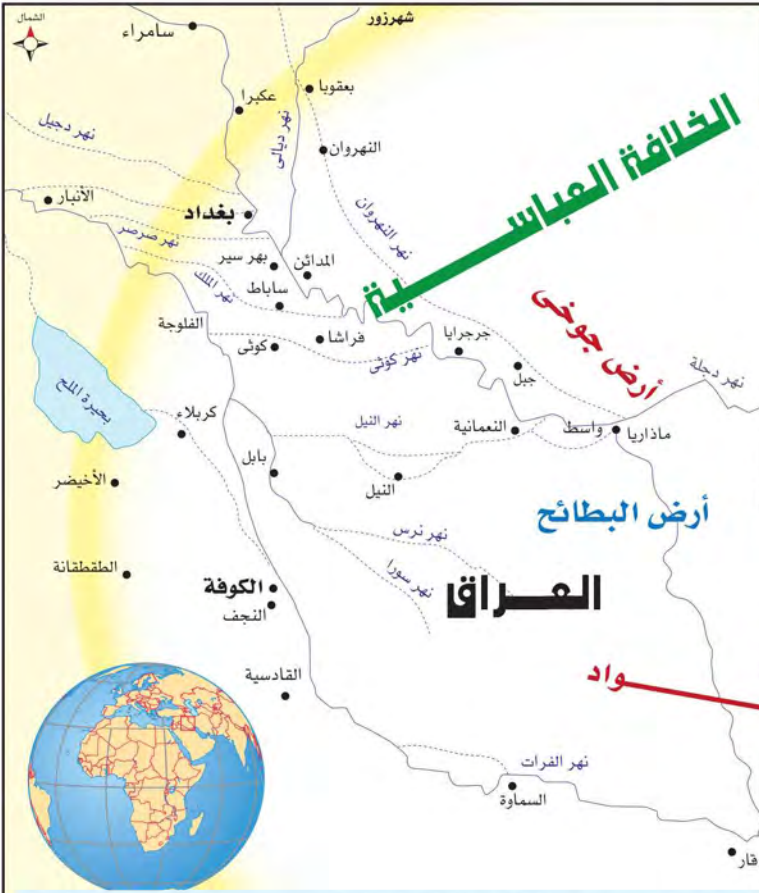 الشمال
شهرزور
سامراء
بعقوبا
عكبرا
نهر ديالى
نهر دجيل
النهروان
الخلافة العباسية
الأنبار
بغداد
نهر صرصر
نهر النهروان
بهر سير
المدائن
نهر الملك
ساباط
أرض جوخى
الفلوجة
فراشا
جرجرايا
كوثى
نهر كوثى
جبل
نهر دجلة
بحيرة الملح
كربلاء
نهر النيل
النعمانية
واسط
ماذاريا
بابل
النيل
الأخيضر
أرض البطائح
نهر نرس
نهر سورا
الطقطقانة
الكوفة
العراق
النجف
القادسية
ـواد
نهر الفرات
السماوة
قار